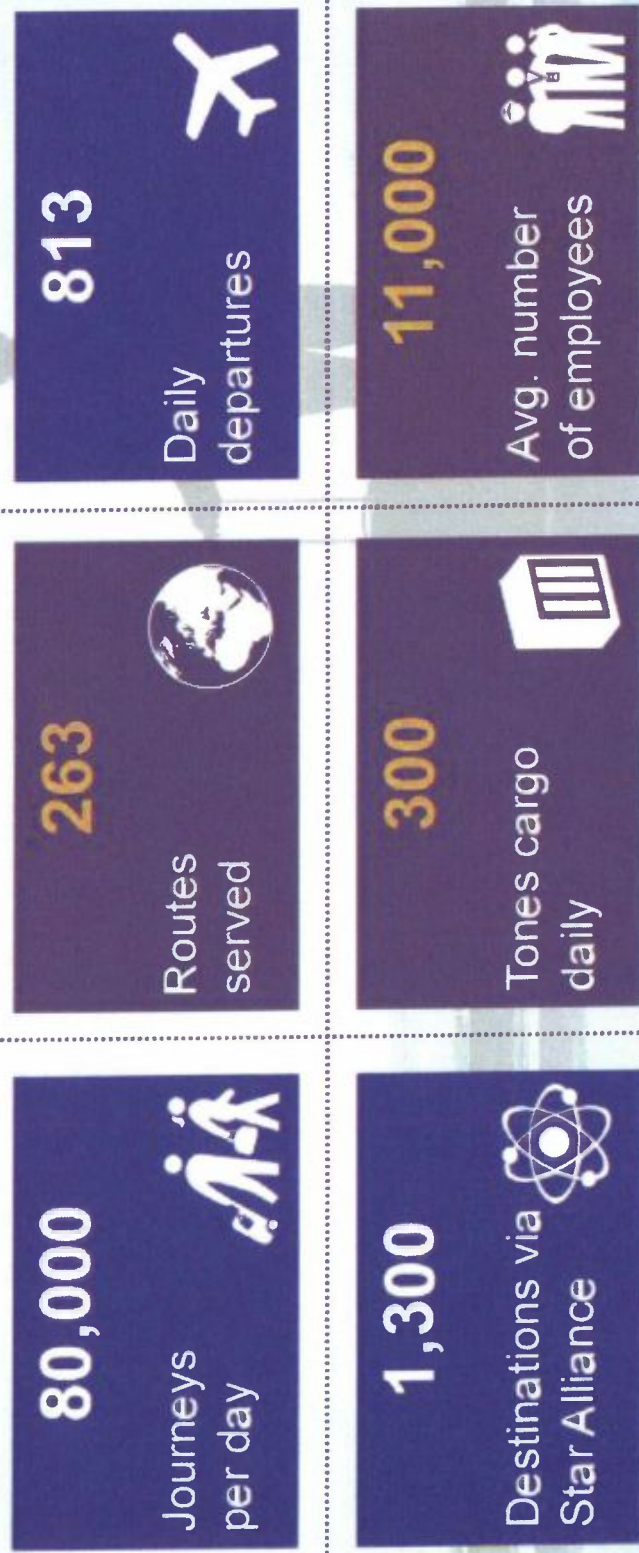 80,000
Journeys
per day
263
Routes
served
813
Daily
departures
1,300
Destinations via
Star Alliance
300
Tones cargo
daily
11,000
Avg. number
of employees